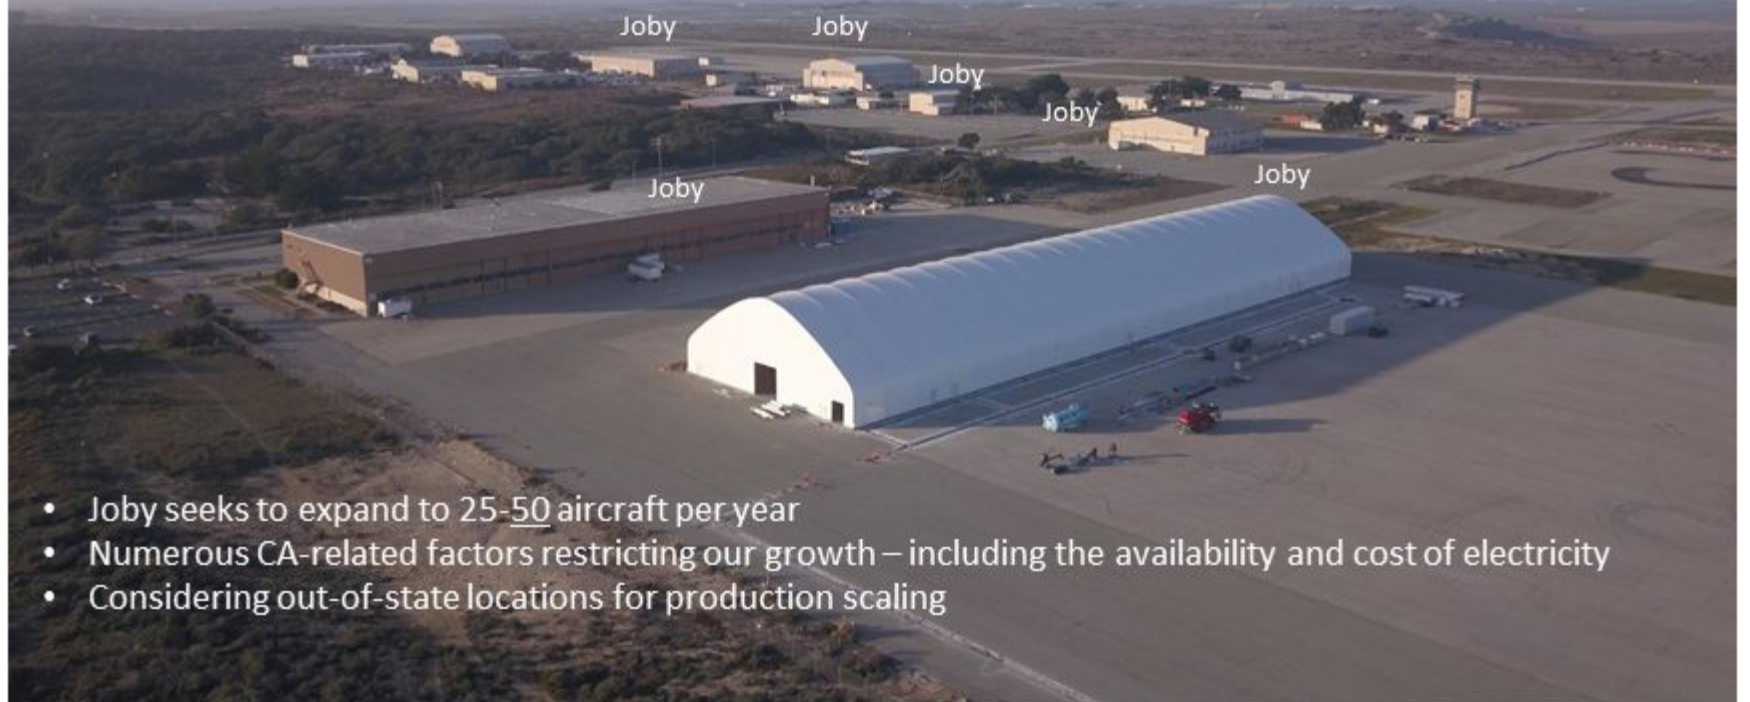 Joby Joby
Joby
Joby
Joby
Joby
• Joby seeks to expand to 25-50 aircraft per year
• Numerous CA-related factors restricting our growth – including the availability and cost of electricity
• Considering out-of-state locations for production scaling